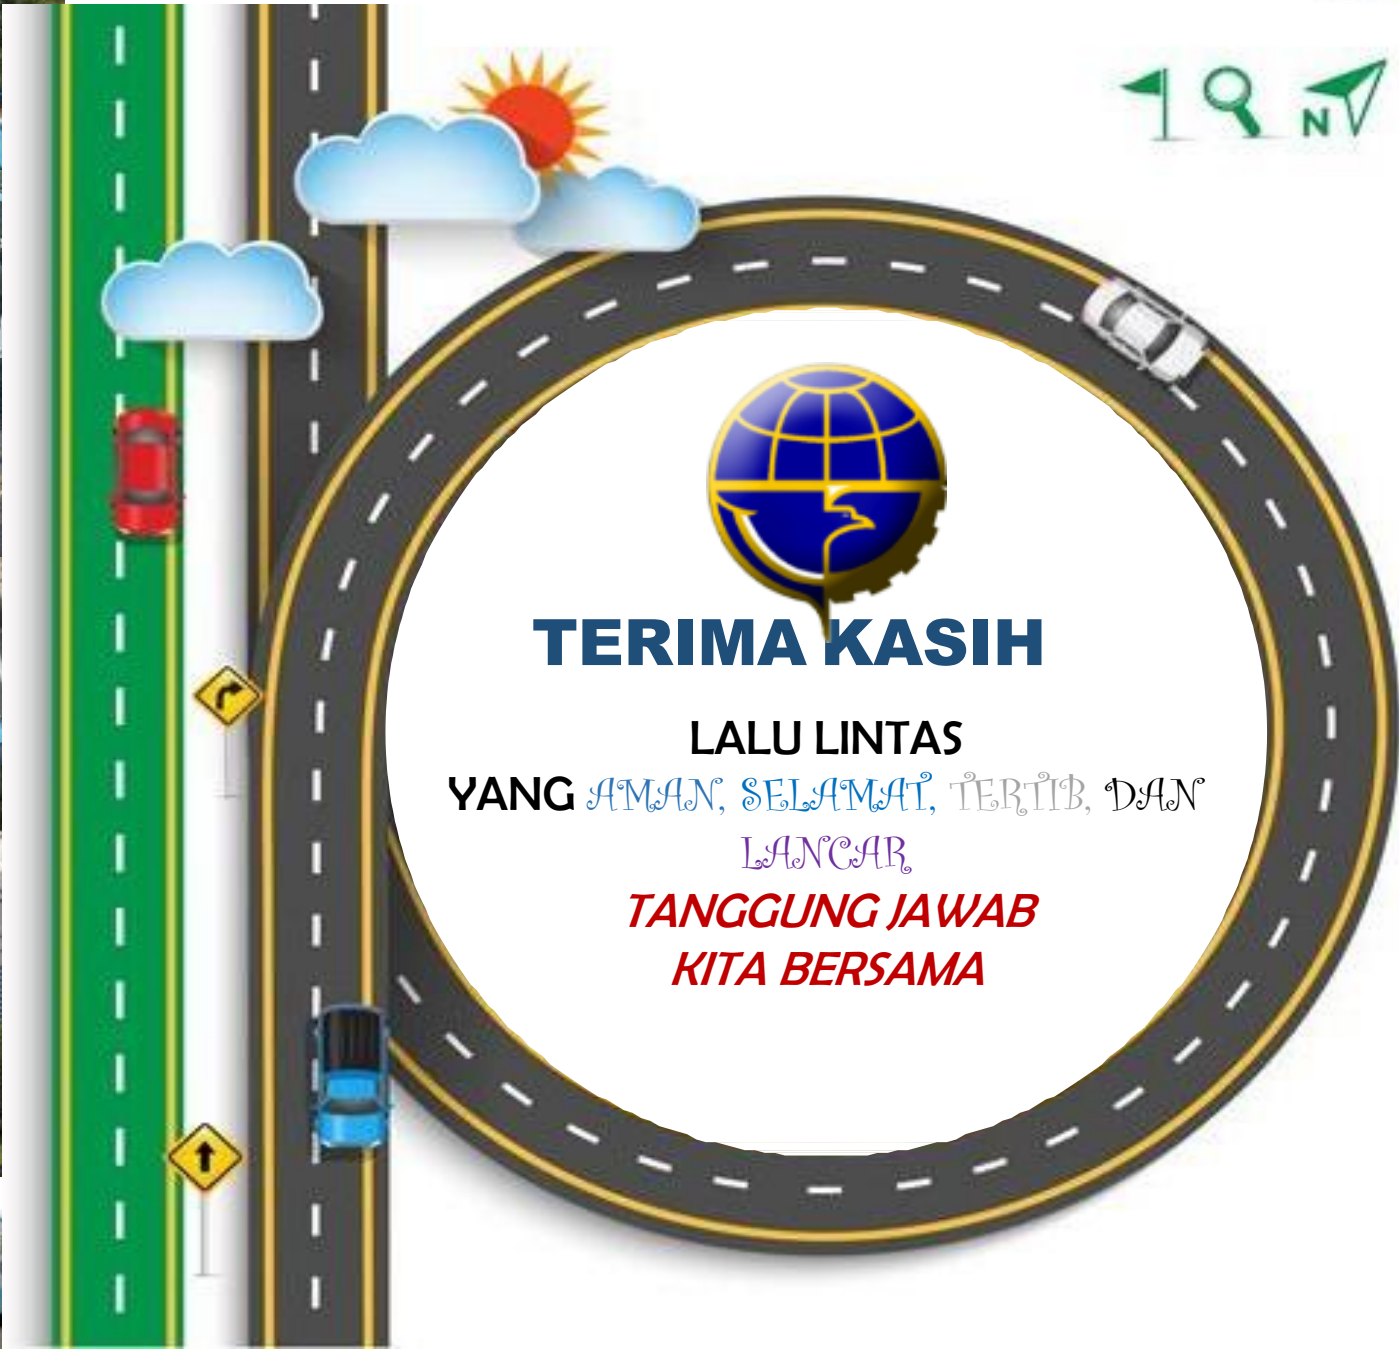 N
TERIMA KASIH
LALU LINTAS
YANG AMAN, SELAMAT, TERTIB, DAN
LANCAR
TANGGUNG JAWAB
KITA BERSAMA